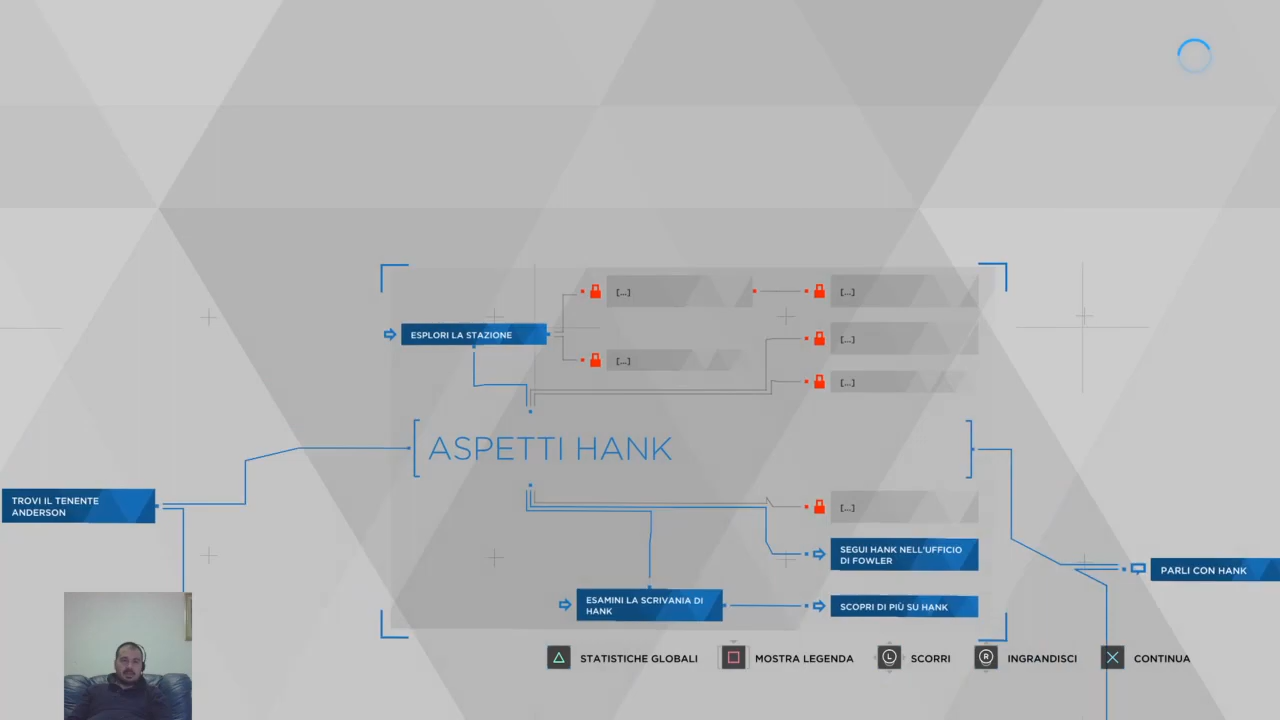 [...]
[...]
ESPLORI LA STAZIONE
[...]
[...]
[...]
ASPETTI HANK
TROVI IL TENENTE
ANDERSON
[...]
SEGUI HANK NELL'UFFICIO
DI FOWLER
PARLI CON HANK
ESAMINI LA SCRIVANIA DI
HANK
SCOPRI DI PIÙ SU HANK
STATISTICHE GLOBALI
MOSTRA LEGENDA
L
SCORRI
R
INGRANDISCI
CONTINUA